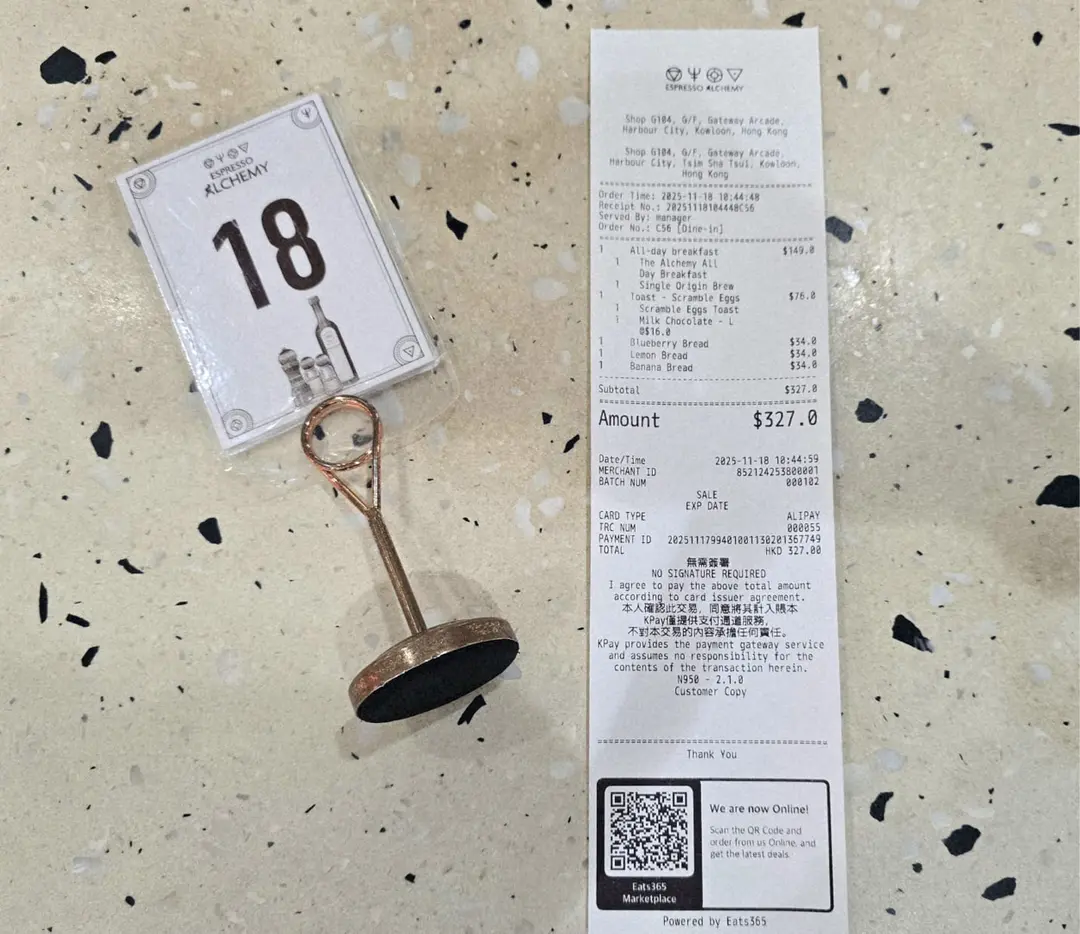 ESPRESSO
ALCHEMY
18
ESPRESSO ALCHEMY
Shop G104, G/F, Gateway Arcade,
Harbour City, Kowloon, Hong Kong
Shop G104, G/F, Gateway Arcade,
Harbour City, Tsim Sha Tsui, Kowloon,
Hong Kong
Order Time: 2025-11-18 10:44:48
Receipt No.: 20251118104448C56
Served By: manager
Order No.: C56 [Dine-in]
1 All-day breakfast $149.0
1 The Alchemy All
Day Breakfast
1 Single Origin Brew
1 Toast - Scramble Eggs $76.0
1 Scramble Eggs Toast
1 Milk Chocolate - L
@$16.0
1 Blueberry Bread $34.0
1 Lemon Bread $34.0
1 Banana Bread $34.0
Subtotal $327.0
Amount $327.0
Date/Time 2025-11-18 10:44:59
MERCHANT ID 852124253800001
BATCH NUM 000102
SALE
EXP DATE
CARD TYPE ALIPAY
TRC NUM 000055
PAYMENT ID 2025111799401001130201367749
TOTAL HKD 327.00
無需簽署
NO SIGNATURE REQUIRED
I agree to pay the above total amount
according to card issuer agreement.
本人確認此交易, 同意將其計入賬本
KPay僅提供支付通道服務,
不對本交易的內容承擔任何責任。
KPay provides the payment gateway service
and assumes no responsibility for the
contents of the transaction herein.
N950 - 2.1.0
Customer Copy
Thank You
We are now Online!
Scan the QR Code and
order from us Online, and
get the latest deals.
Eats365
Marketplace
Powered by Eats365